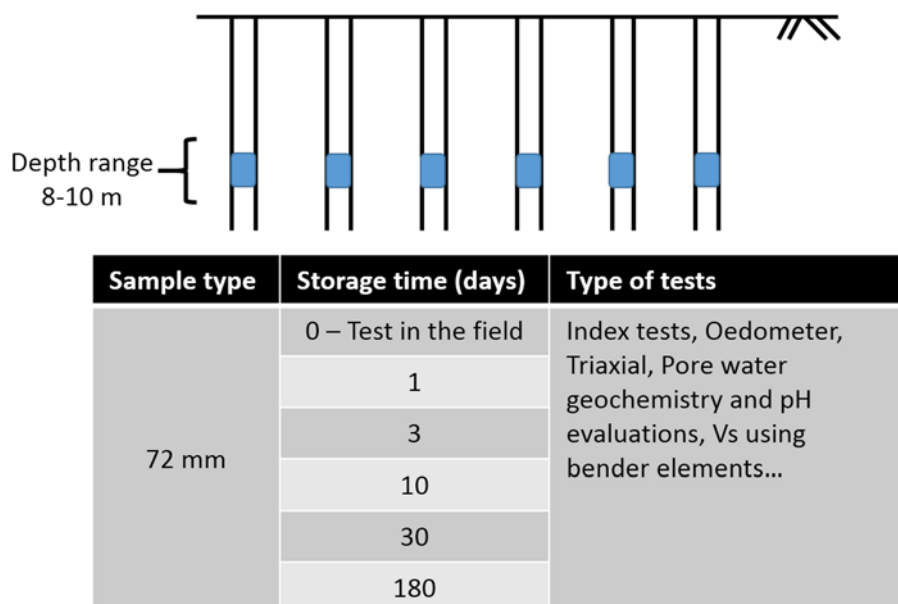 Depth range
8-10 m
Sample type
Storage time (days)
Type of tests
72 mm
0 – Test in the field
1
3
10
30
180
Index tests, Oedometer,
Triaxial, Pore water
geochemistry and pH
evaluations, Vs using
bender elements...